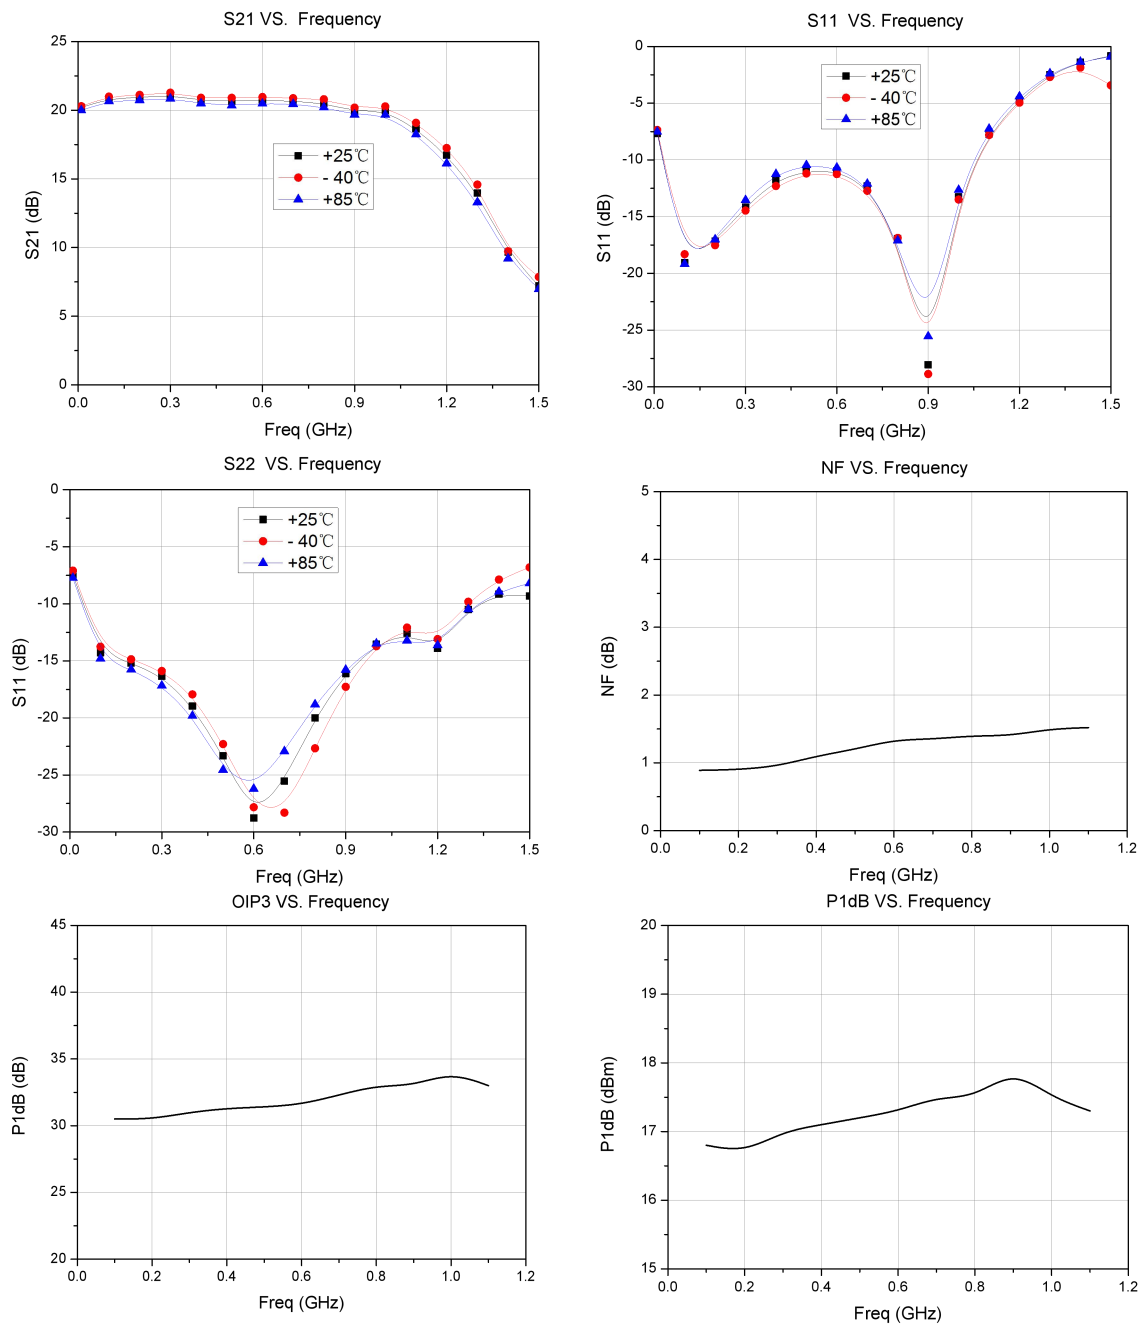 S21 VS. Frequency
25
20
15
10
5
0
S21 (dB)
+25℃
- 40℃
+85℃
0.0 0.3 0.6 0.9 1.2 1.5
Freq (GHz)
S11 VS. Frequency
0
-5
-10
-15
-20
-25
-30
S11 (dB)
+25℃
- 40℃
+85℃
0.0 0.3 0.6 0.9 1.2 1.5
Freq (GHz)
S22 VS. Frequency
0
-5
-10
-15
-20
-25
-30
S11 (dB)
+25℃
- 40℃
+85℃
0.0 0.3 0.6 0.9 1.2 1.5
Freq (GHz)
NF VS. Frequency
5
4
3
2
1
0
NF (dB)
0.0 0.2 0.4 0.6 0.8 1.0 1.2
Freq (GHz)
OIP3 VS. Frequency
45
40
35
30
25
20
P1dB (dB)
0.0 0.2 0.4 0.6 0.8 1.0 1.2
Freq (GHz)
P1dB VS. Frequency
20
19
18
17
16
15
P1dB (dBm)
0.0 0.2 0.4 0.6 0.8 1.0 1.2
Freq (GHz)